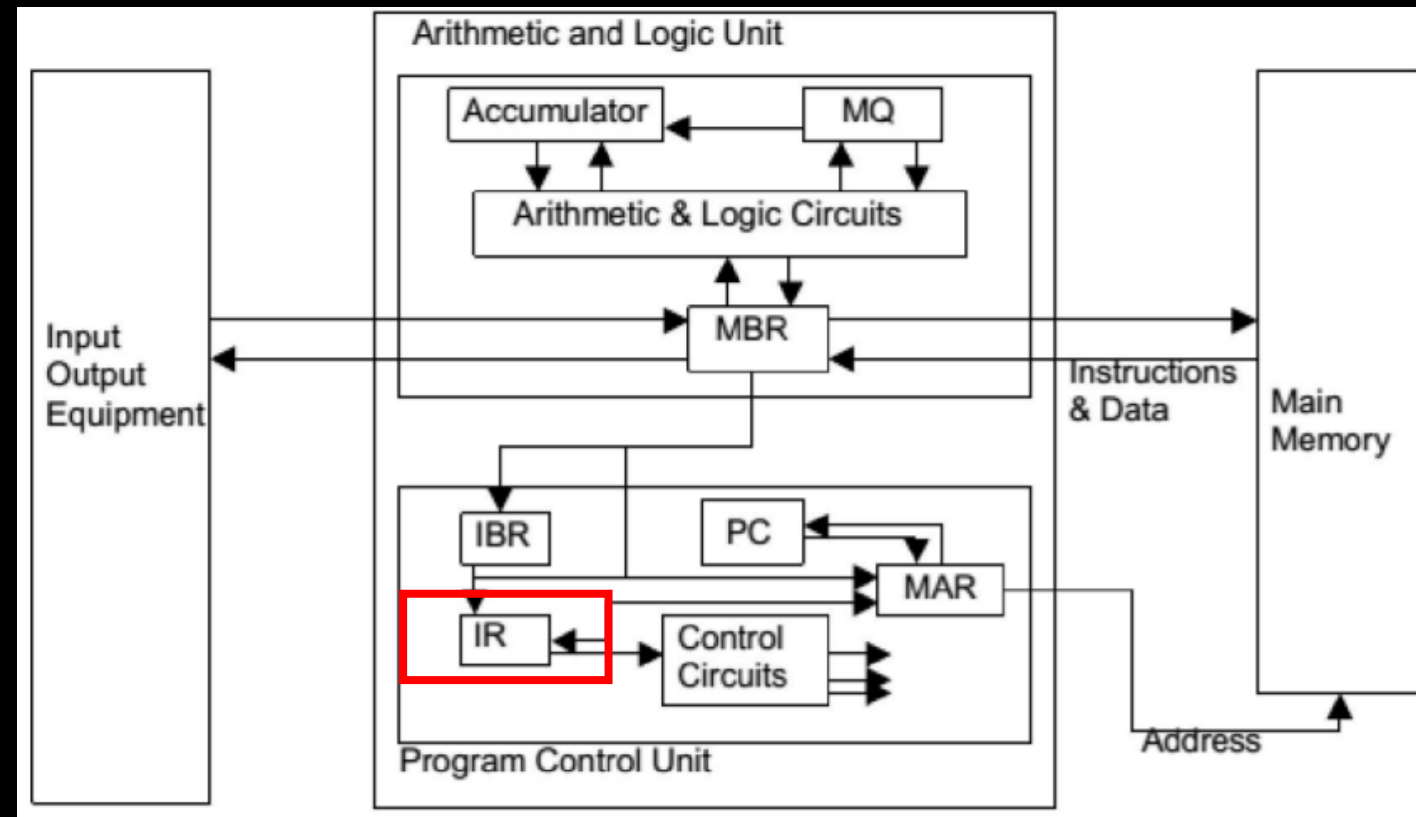 Arithmetic and Logic Unit
Accumulator
MQ
Arithmetic & Logic Circuits
MBR
Input
Output
Equipment
Instructions
& Data
Main
Memory
IBR
PC
MAR
IR
Control
Circuits
Program Control Unit
Address